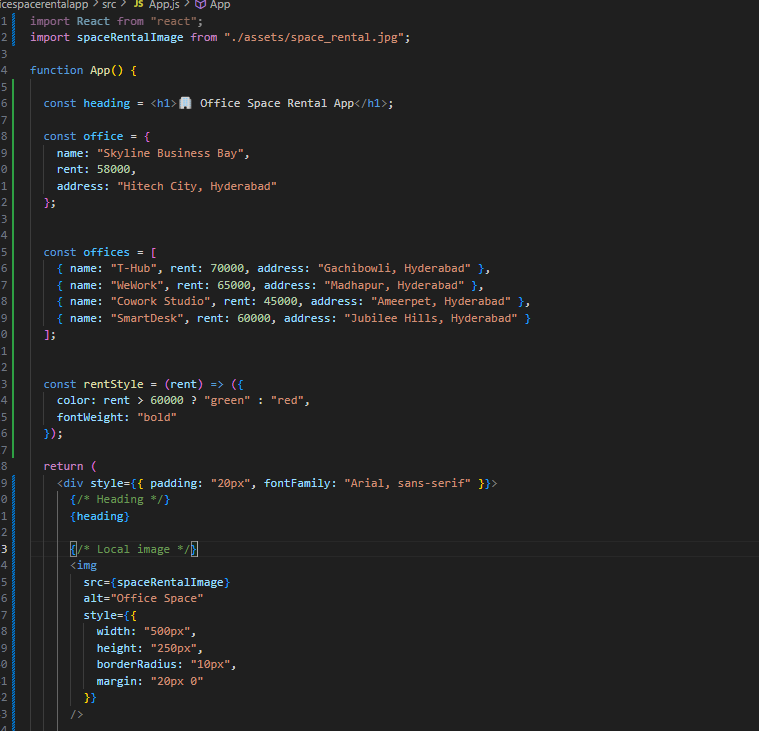 icespacerentalapp > src > JS App.js > App
1 import React from "react";
2 import spaceRentalImage from "./assets/space_rental.jpg";
3
4 function App() {
5
6 const heading = <h1>🏢 Office Space Rental App</h1>;
7
8 const office = {
9 name: "Skyline Business Bay",
0 rent: 58000,
1 address: "Hitech City, Hyderabad"
2 };
3
4
5 const offices = [
6 { name: "T-Hub", rent: 70000, address: "Gachibowli, Hyderabad" },
7 { name: "WeWork", rent: 65000, address: "Madhapur, Hyderabad" },
8 { name: "Cowork Studio", rent: 45000, address: "Ameerpet, Hyderabad" },
9 { name: "SmartDesk", rent: 60000, address: "Jubilee Hills, Hyderabad" }
0 ];
1
2
3 const rentStyle = (rent) => ({
4 color: rent > 60000 ? "green" : "red",
5 fontWeight: "bold"
6 });
7
8 return (
9 <div style={{ padding: "20px", fontFamily: "Arial, sans-serif" }}>
0 {/* Heading */}
1 {heading}
2
3 {/* Local image */}
4 <img
5 src={spaceRentalImage}
6 alt="Office Space"
7 style={{
8 width: "500px",
9 height: "250px",
0 borderRadius: "10px",
1 margin: "20px 0"
2 }}
3 />
4